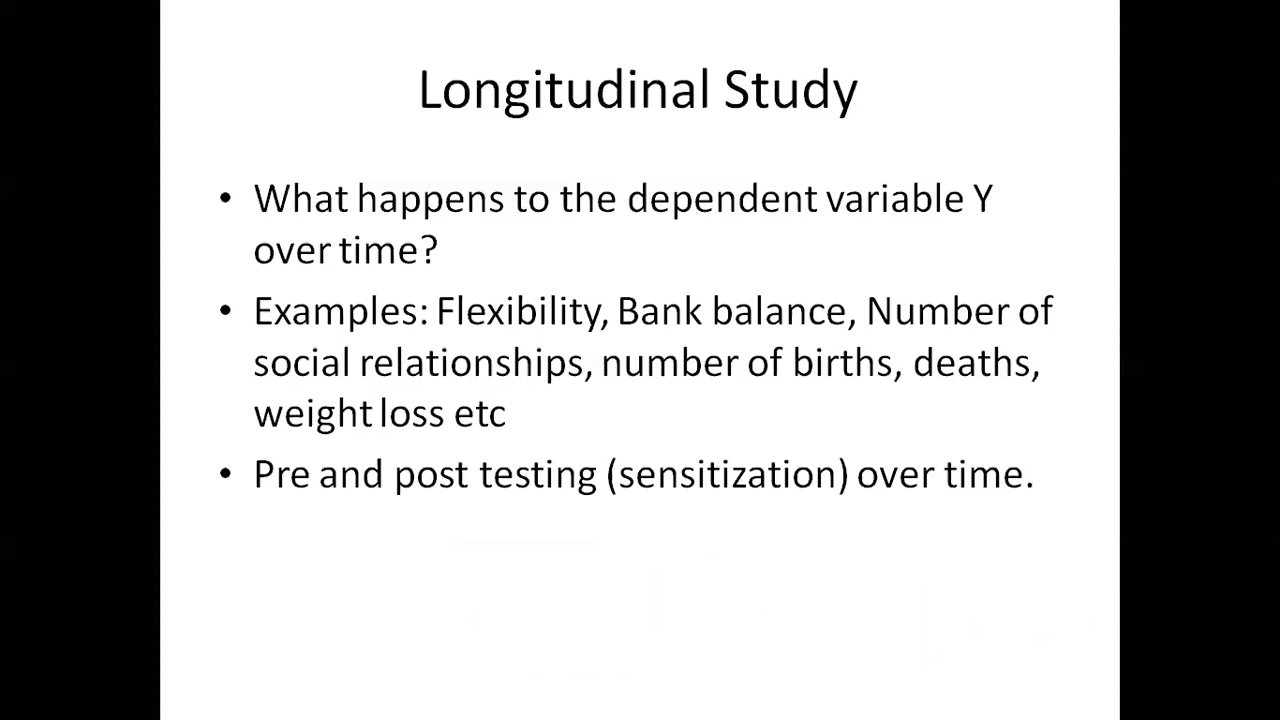 Longitudinal Study
• What happens to the dependent variable Y
over time?
• Examples: Flexibility, Bank balance, Number of
social relationships, number of births, deaths,
weight loss etc
• Pre and post testing (sensitization) over time.